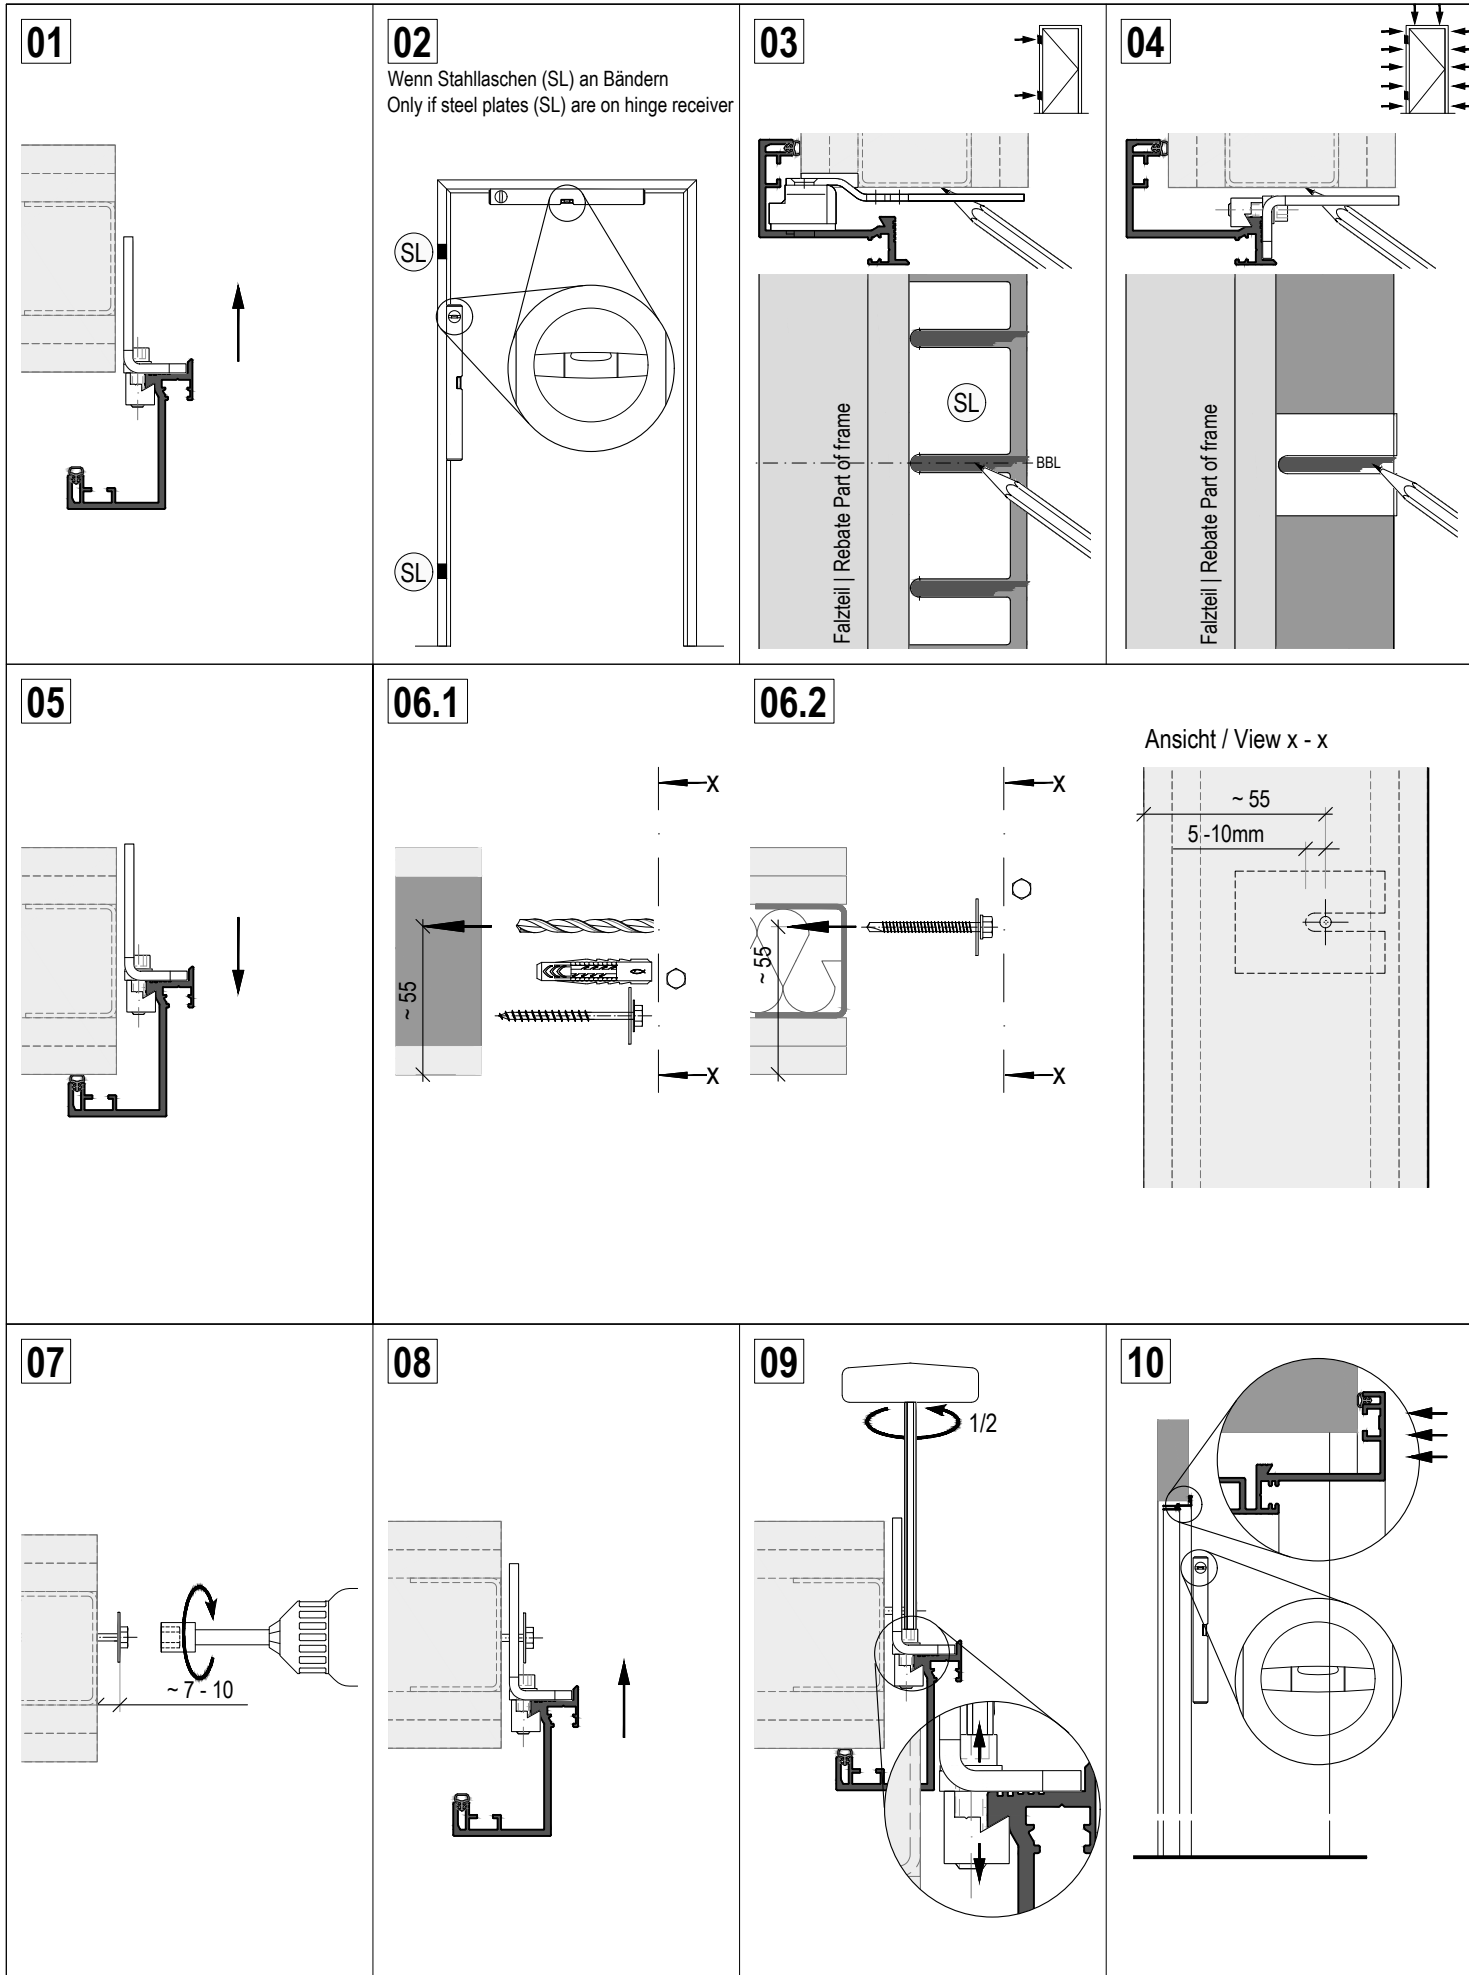 01
02
Wenn Stahllaschen (SL) an Bändern
Only if steel plates (SL) are on hinge receiver
SL
SL
03
SL
BBL
Falzteil | Rebate Part of frame
04
Falzteil | Rebate Part of frame
05
06.1
x
~ 55
x
06.2
x
~ 55
x
Ansicht / View x - x
~ 55
5 -10mm
07
~ 7 - 10
08
09
1/2
10